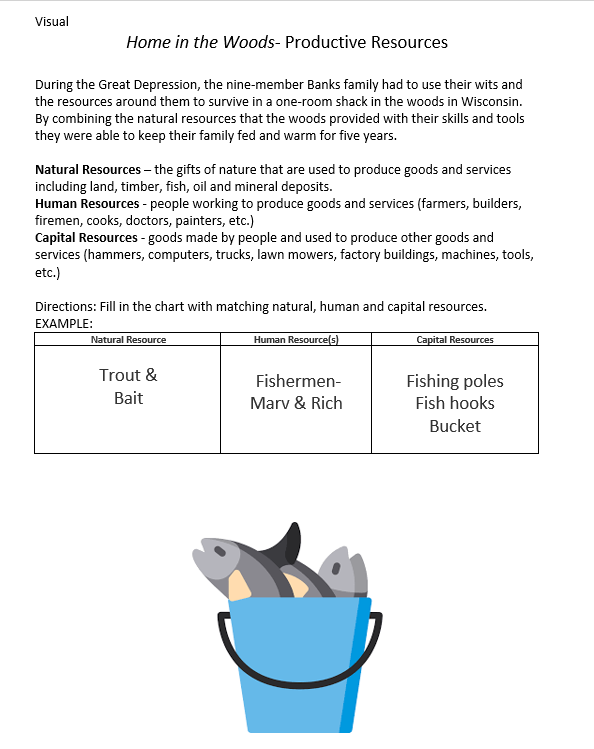 Visual
Home in the Woods- Productive Resources
During the Great Depression, the nine-member Banks family had to use their wits and
the resources around them to survive in a one-room shack in the woods in Wisconsin.
By combining the natural resources that the woods provided with their skills and tools
they were able to keep their family fed and warm for five years.
Natural Resources – the gifts of nature that are used to produce goods and services
including land, timber, fish, oil and mineral deposits.
Human Resources - people working to produce goods and services (farmers, builders,
firemen, cooks, doctors, painters, etc.)
Capital Resources - goods made by people and used to produce other goods and
services (hammers, computers, trucks, lawn mowers, factory buildings, machines, tools,
etc.)
Directions: Fill in the chart with matching natural, human and capital resources.
EXAMPLE:
Natural Resource
Human Resource(s)
Capital Resources
Trout &
Bait
Fishermen-
Marv & Rich
Fishing poles
Fish hooks
Bucket